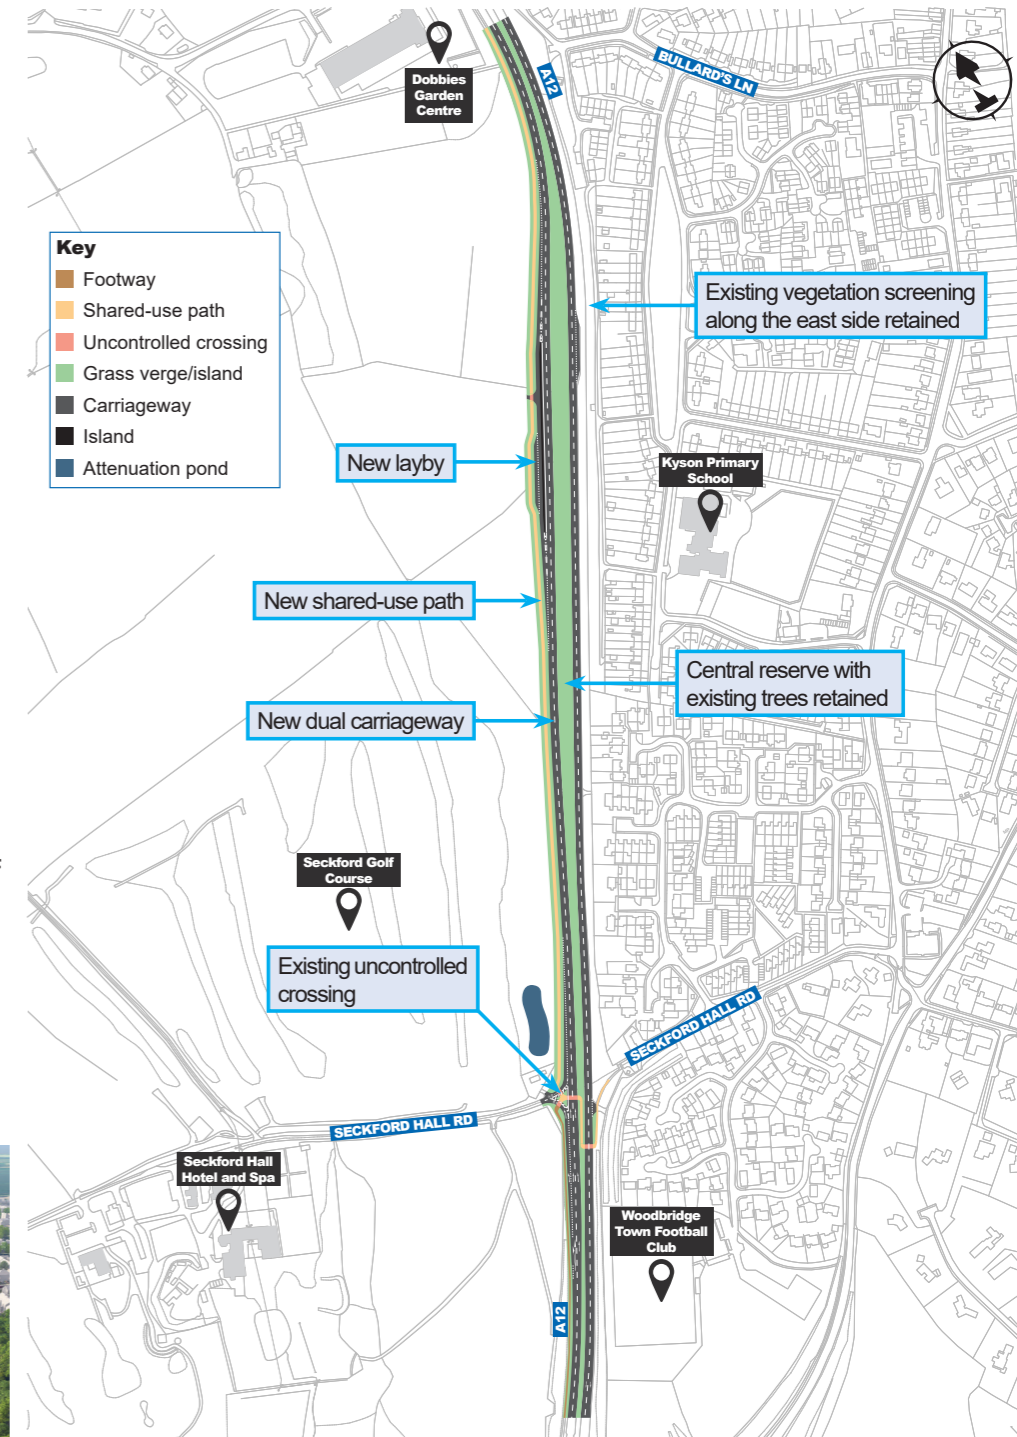 Dobbies
Garden
Centre
A12
BULLARD'S LN
Key
Footway
Shared-use path
Uncontrolled crossing
Grass verge/island
Carriageway
Island
Attenuation pond
Existing vegetation screening
along the east side retained
New layby
Kyson Primary
School
New shared-use path
Central reserve with
existing trees retained
New dual carriageway
Seckford Golf
Course
Existing uncontrolled
crossing
SECKFORD HALL RD
SECKFORD HALL RD
Seckford Hall
Hotel and Spa
Woodbridge
Town Football
Club
A12